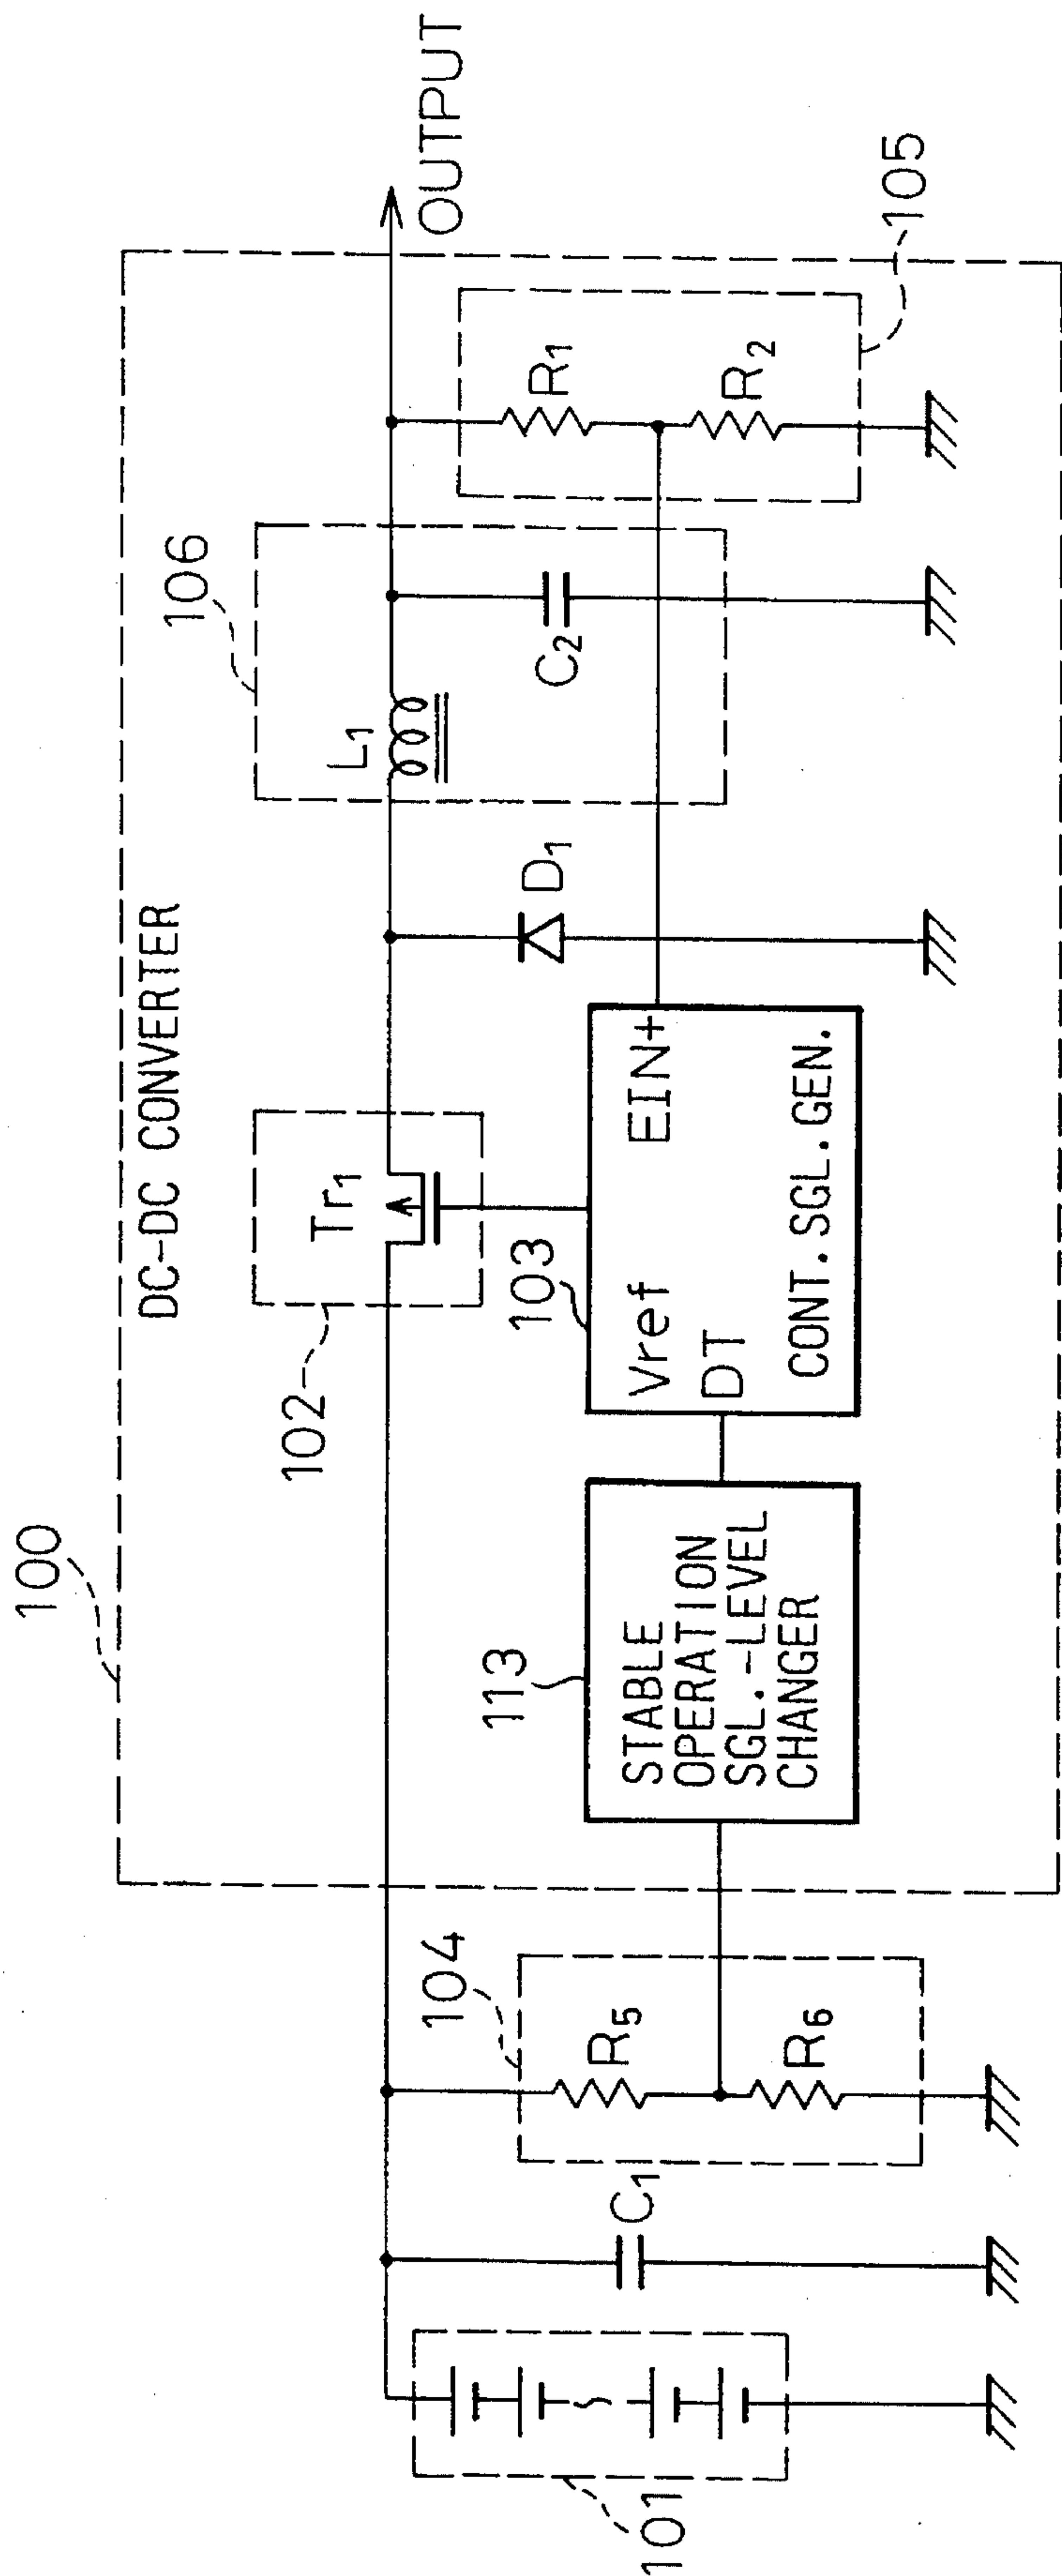 100
DC-DC CONVERTER
106
102
Tr1
L1
OUTPUT
D1
C2
R1
R2
105
104
R5
R6
113
STABLE
OPERATION
SGL.-LEVEL
CHANGER
103
Vref
EIN+
DT
CONT.SGL.GEN.
C1
101